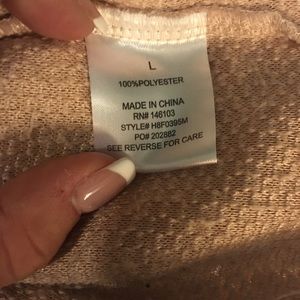 L
100%POLYESTER
MADE IN CHINA
RN# 146103
STYLE# H8F0395M
PO# 202882
SEE REVERSE FOR CARE